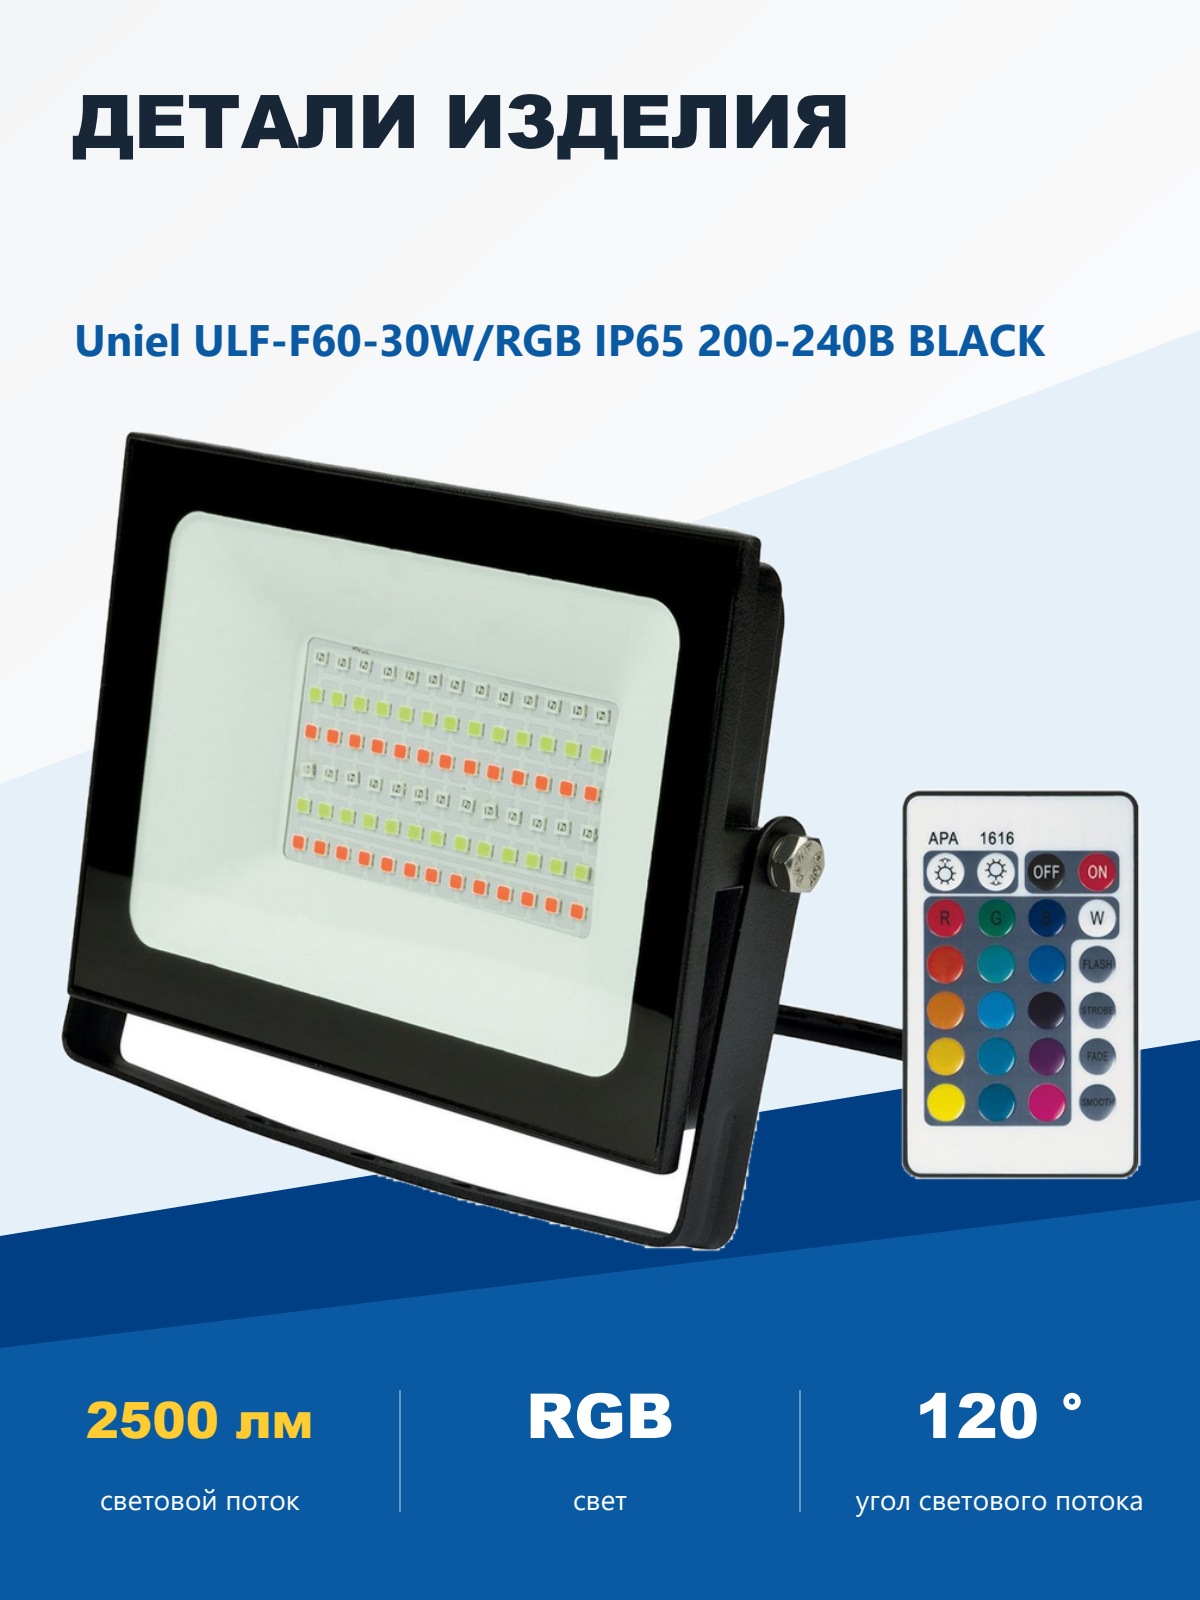 ДЕТАЛИ ИЗДЕЛИЯ
Uniel ULF-F60-30W/RGB IP65 200-240В BLACK
APA 1616
OFF ON
R G B W
FLASH
STROBE
FADE
SMOOTH
2500 лм
световой поток
RGB
свет
120 °
угол светового потока